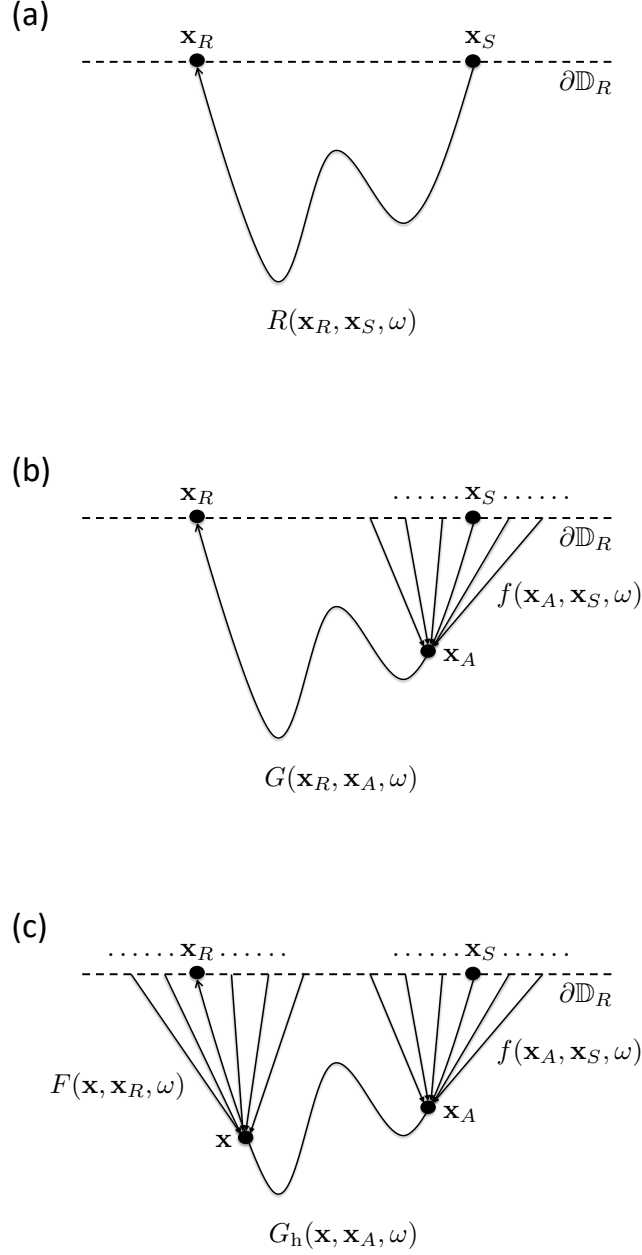 (a)
𝐱_R 𝐱_S
∂𝔻_R
R(𝐱_R, 𝐱_S, ω)
(b)
. . . . . . 𝐱_S . . . . . .
𝐱_R
∂𝔻_R
f(𝐱_A, 𝐱_S, ω)
𝐱_A
G(𝐱_R, 𝐱_A, ω)
(c)
. . . . . . 𝐱_R . . . . . . . . . . . . 𝐱_S . . . . . .
∂𝔻_R
f(𝐱_A, 𝐱_S, ω)
F(𝐱, 𝐱_R, ω)
𝐱_A
𝐱
G_h(𝐱, 𝐱_A, ω)